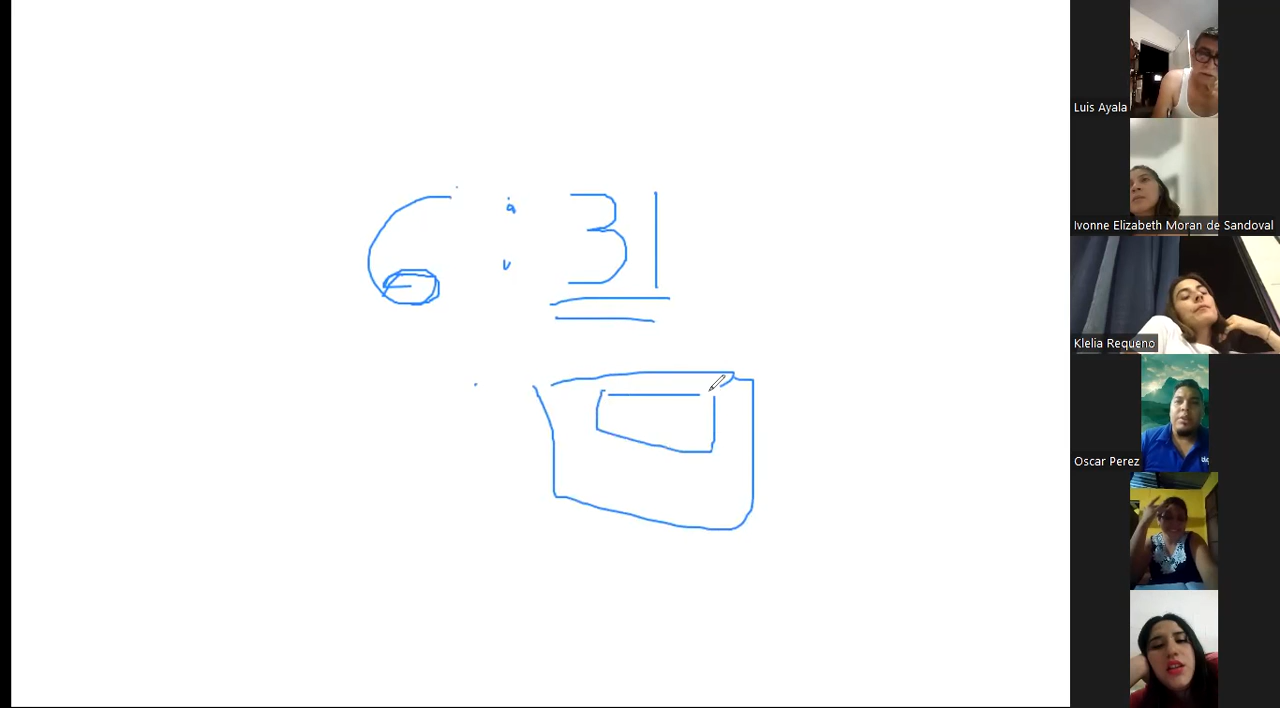 6 : 31
Luis Ayala
Ivonne Elizabeth Moran de Sandoval
Klelia Requeno
Oscar Perez